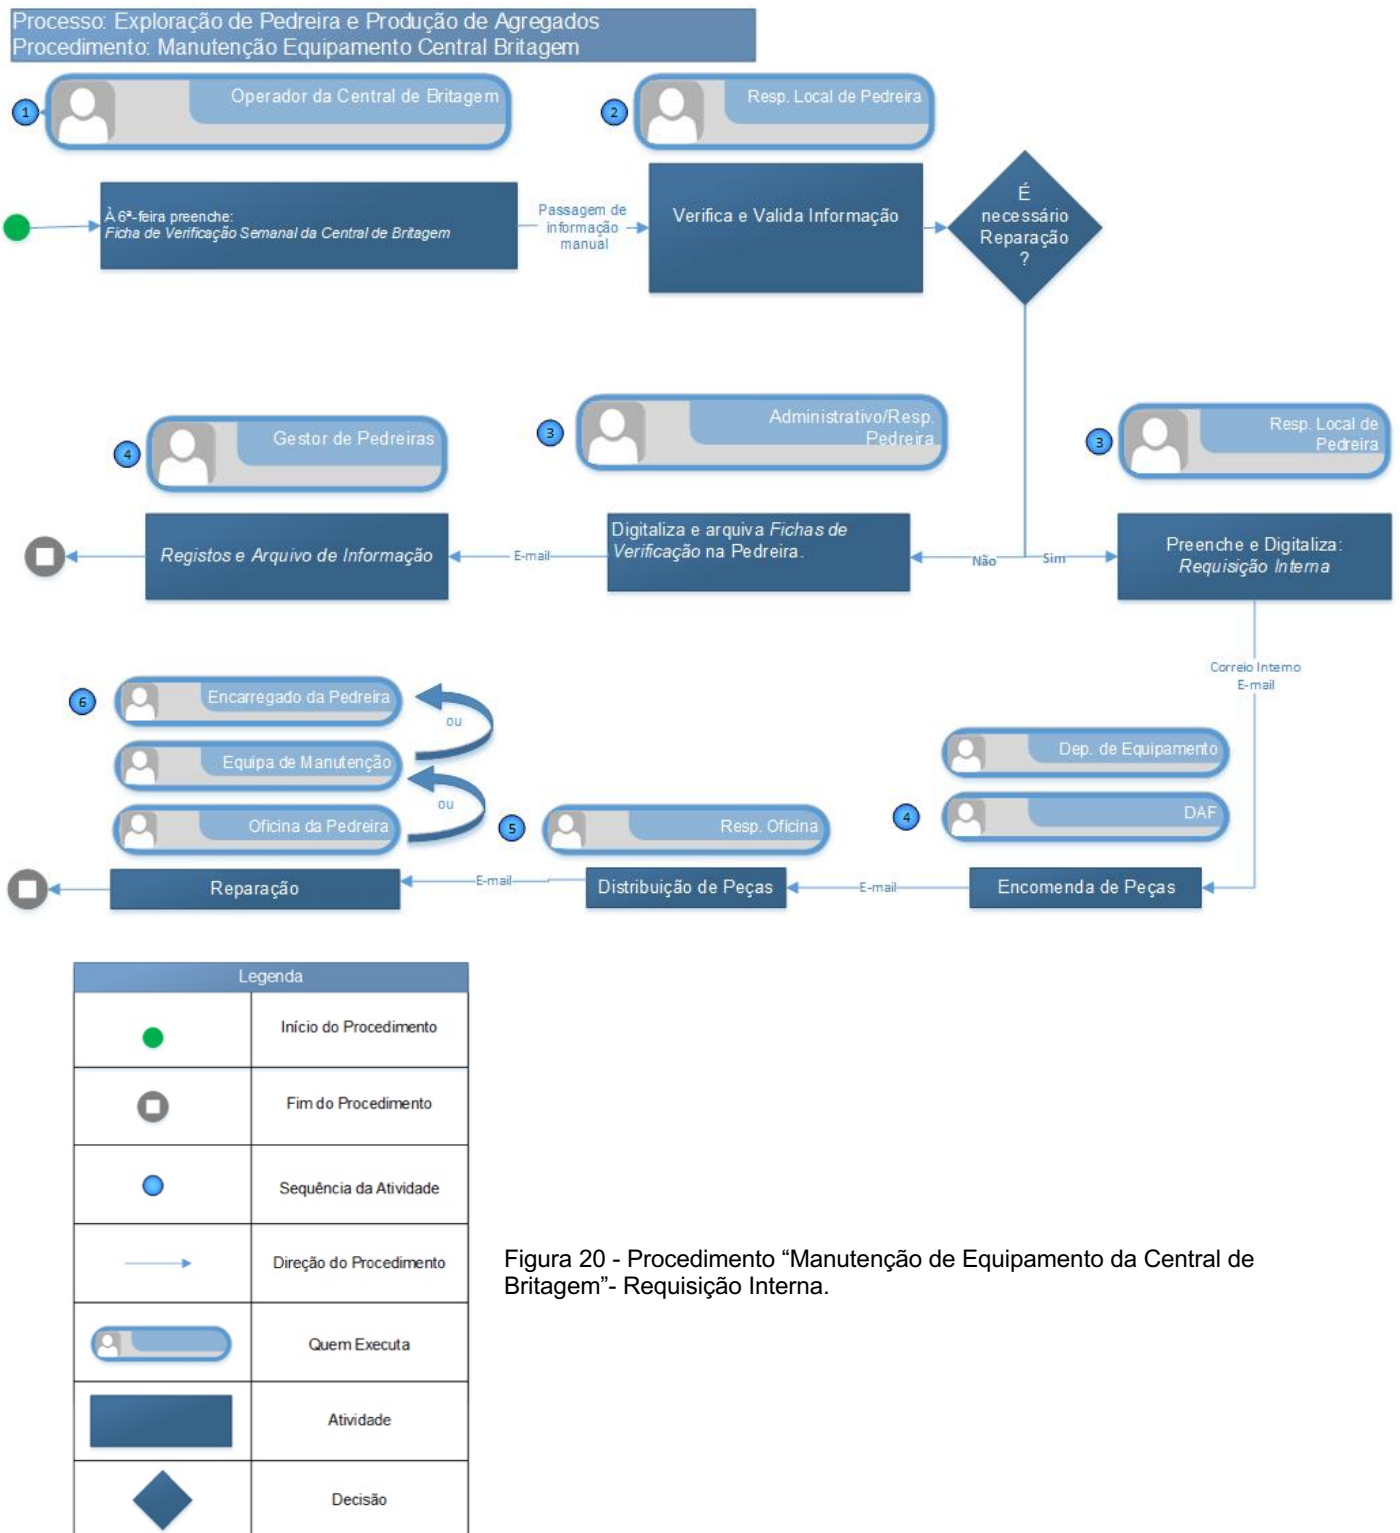 Processo: Exploração de Pedreira e Produção de Agregados
Procedimento: Manutenção Equipamento Central Britagem
1
Operador da Central de Britagem
2
Resp. Local de Pedreira
À 6ª-feira preenche:
Ficha de Verificação Semanal da Central de Britagem
Passagem de
informação
manual
Verifica e Valida Informação
É
necessário
Reparação
?
4
Gestor de Pedreiras
3
Administrativo/Resp.
Pedreira
3
Resp. Local de
Pedreira
Registos e Arquivo de Informação
E-mail
Digitaliza e arquiva Fichas de
Verificação na Pedreira.
Não
Sim
Preenche e Digitaliza:
Requisição Interna
Correio Interno
E-mail
6
Encarregado da Pedreira
ou
Equipa de Manutenção
ou
Oficina da Pedreira
5
Resp. Oficina
Dep. de Equipamento
4
DAF
Reparação
E-mail
Distribuição de Peças
E-mail
Encomenda de Peças
Legenda
Início do Procedimento
Fim do Procedimento
Sequência da Atividade
Direção do Procedimento
Quem Executa
Atividade
Decisão
Figura 20 - Procedimento “Manutenção de Equipamento da Central de
Britagem”- Requisição Interna.